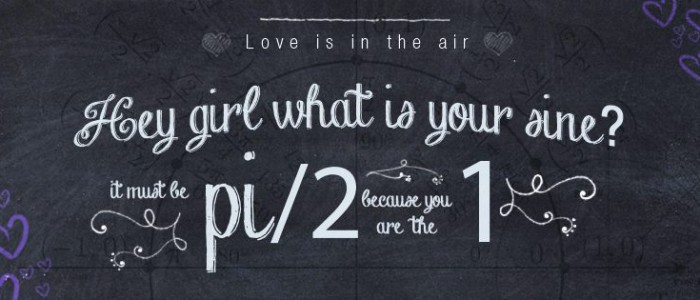 Love is in the air
Hey girl what is your sine?
it must be pi/2 because you are the 1